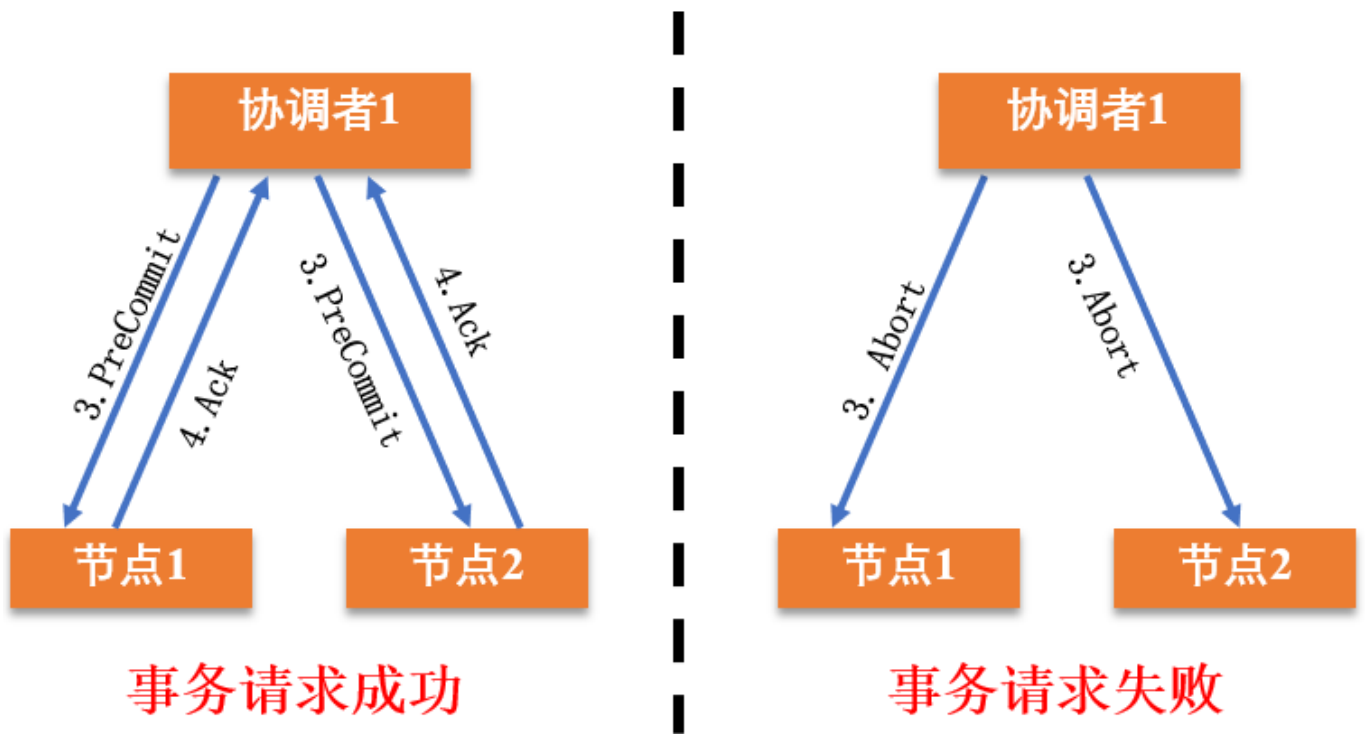 协调者1
3.PreCommit
4.Ack
3.PreCommit
4.Ack
节点1
节点2
事务请求成功
协调者1
3. Abort
3.Abort
节点1
节点2
事务请求失败